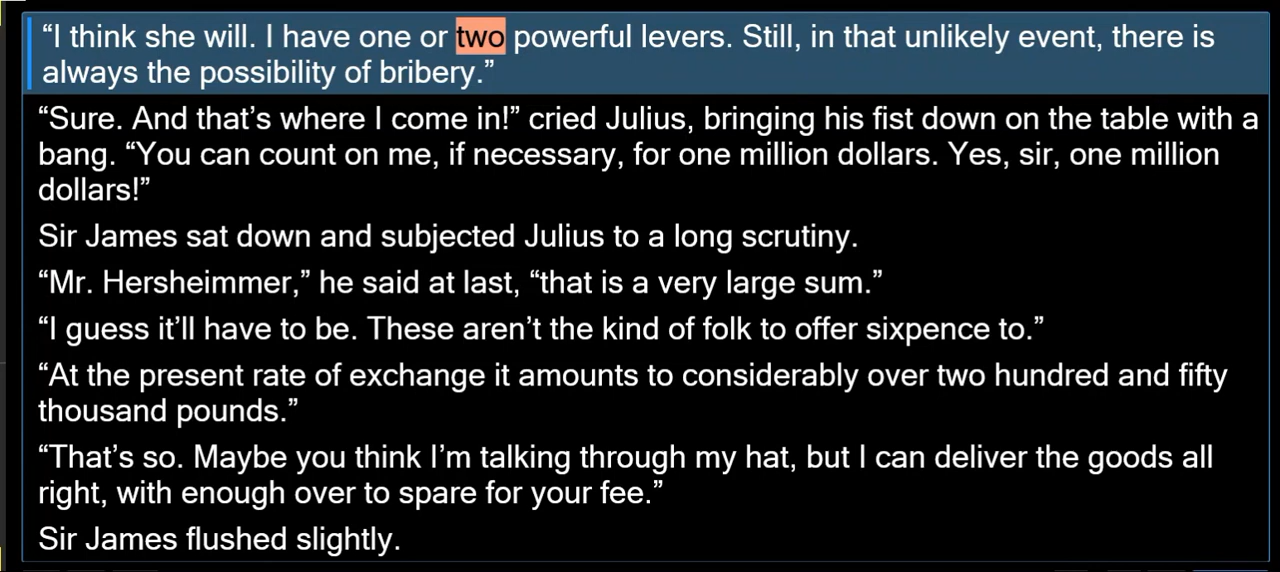 “I think she will. I have one or two powerful levers. Still, in that unlikely event, there is
always the possibility of bribery.”
“Sure. And that’s where I come in!” cried Julius, bringing his fist down on the table with a
bang. “You can count on me, if necessary, for one million dollars. Yes, sir, one million
dollars!”
Sir James sat down and subjected Julius to a long scrutiny.
“Mr. Hersheimmer,” he said at last, “that is a very large sum.”
“I guess it’ll have to be. These aren’t the kind of folk to offer sixpence to.”
“At the present rate of exchange it amounts to considerably over two hundred and fifty
thousand pounds.”
“That’s so. Maybe you think I’m talking through my hat, but I can deliver the goods all
right, with enough over to spare for your fee.”
Sir James flushed slightly.